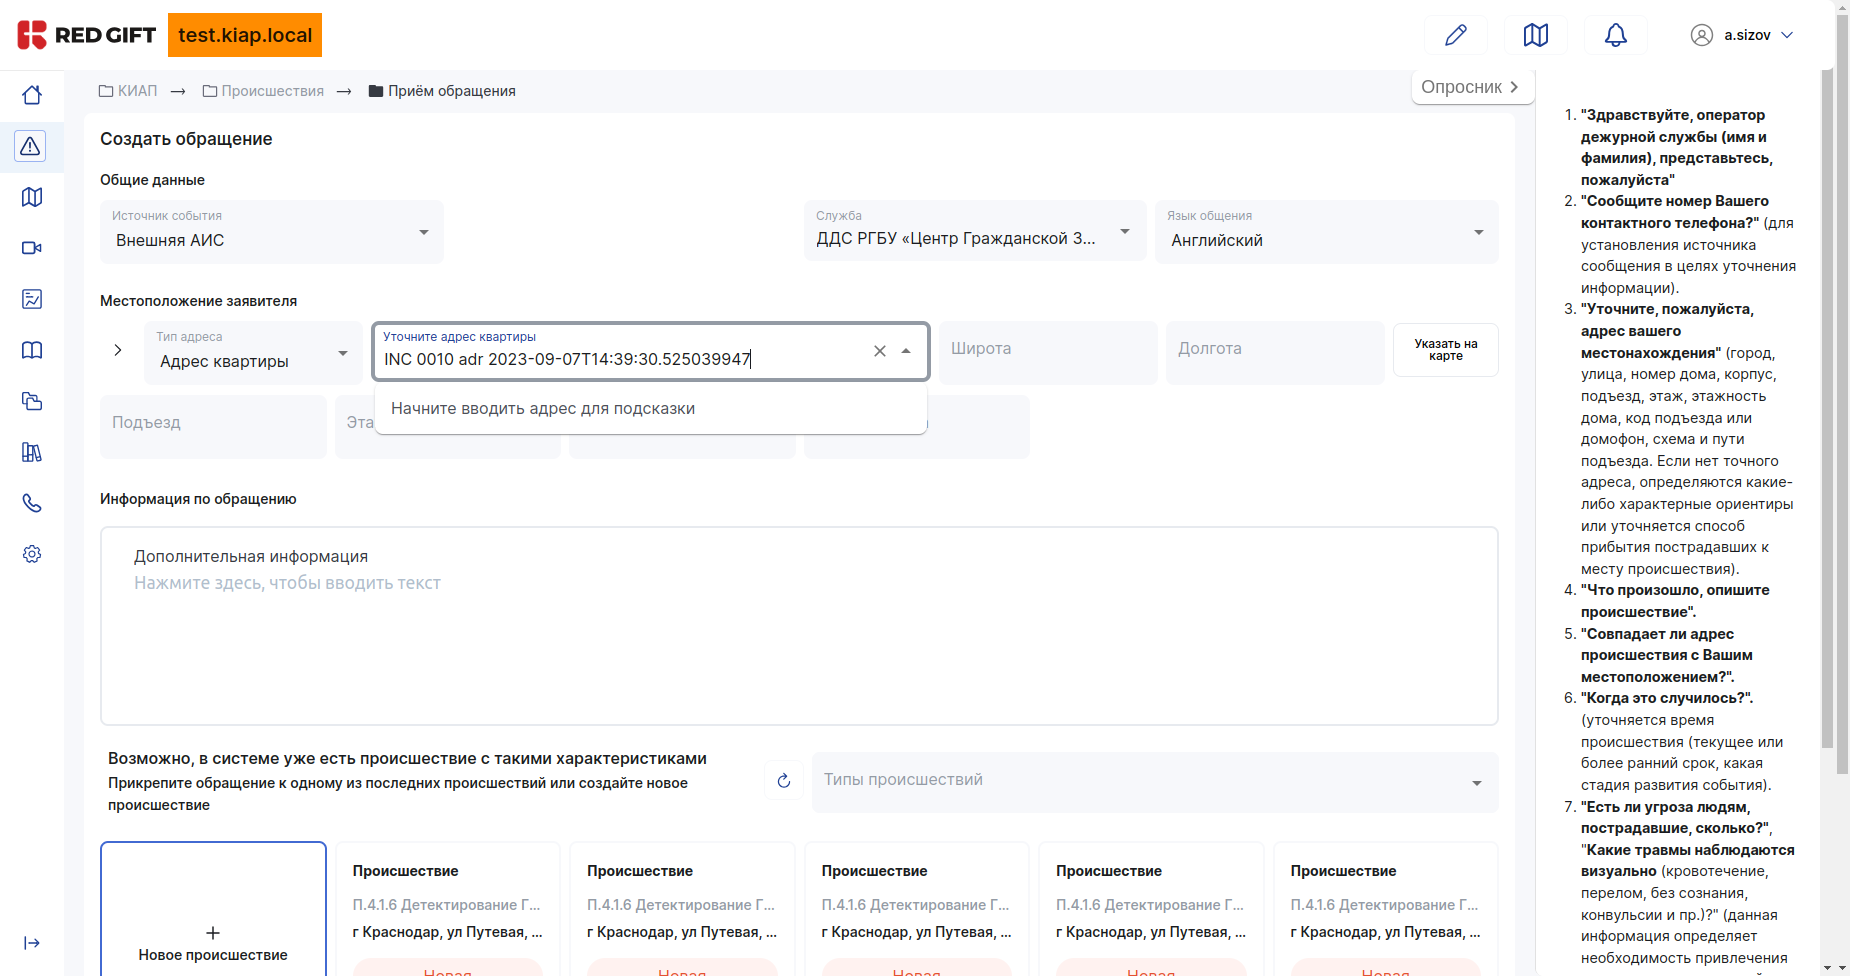 RED GIFT
test.kiap.local
a.sizov
КИАП → Происшествия → Приём обращения
Опросник
Создать обращение
Общие данные
Источник события
Внешняя АИС
Служба
ДДС РГБУ «Центр Гражданской З...
Язык общения
Английский
Местоположение заявителя
Тип адреса
Адрес квартиры
Уточните адрес квартиры
INC 0010 adr 2023-09-07T14:39:30.525039947
Широта
Долгота
Указать на
карте
Начните вводить адрес для подсказки
Подъезд
Эта
Информация по обращению
Дополнительная информация
Нажмите здесь, чтобы вводить текст
Возможно, в системе уже есть происшествие с такими характеристиками
Прикрепите обращение к одному из последних происшествий или создайте новое
происшествие
Типы происшествий
+
Новое происшествие
Происшествие
П.4.1.6 Детектирование Г...
г Краснодар, ул Путевая, ...
Новая
Происшествие
П.4.1.6 Детектирование Г...
г Краснодар, ул Путевая, ...
Новая
Происшествие
П.4.1.6 Детектирование Г...
г Краснодар, ул Путевая, ...
Новая
Происшествие
П.4.1.6 Детектирование Г...
г Краснодар, ул Путевая, ...
Новая
Происшествие
П.4.1.6 Детектирование Г...
г Краснодар, ул Путевая, ...
Новая
1. "Здравствуйте, оператор
дежурной службы (имя и
фамилия), представьтесь,
пожалуйста"
2. "Сообщите номер Вашего
контактного телефона?" (для
установления источника
сообщения в целях уточнения
информации).
3. "Уточните, пожалуйста,
адрес вашего
местонахождения" (город,
улица, номер дома, корпус,
подъезд, этаж, этажность
дома, код подъезда или
домофон, схема и пути
подъезда. Если нет точного
адреса, определяются какие-
либо характерные ориентиры
или уточняется способ
прибытия пострадавших к
месту происшествия).
4. "Что произошло, опишите
происшествие".
5. "Совпадает ли адрес
происшествия с Вашим
местоположением?".
6. "Когда это случилось?".
(уточняется время
происшествия (текущее или
более ранний срок, какая
стадия развития события).
7. "Есть ли угроза людям,
пострадавшие, сколько?",
"Какие травмы наблюдаются
визуально (кровотечение,
перелом, без сознания,
конвульсии и пр.)?" (данная
информация определяет
необходимость привлечения